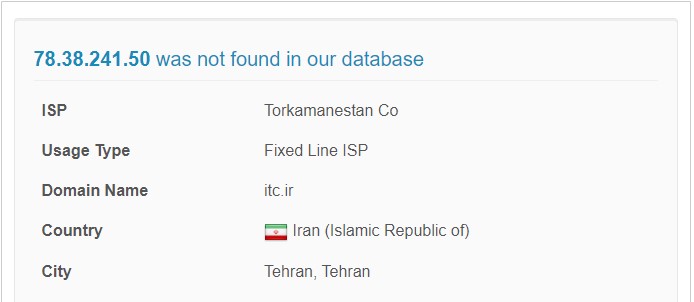 78.38.241.50 was not found in our database
ISP Torkamanestan Co
Usage Type Fixed Line ISP
Domain Name itc.ir
Country Iran (Islamic Republic of)
City Tehran, Tehran